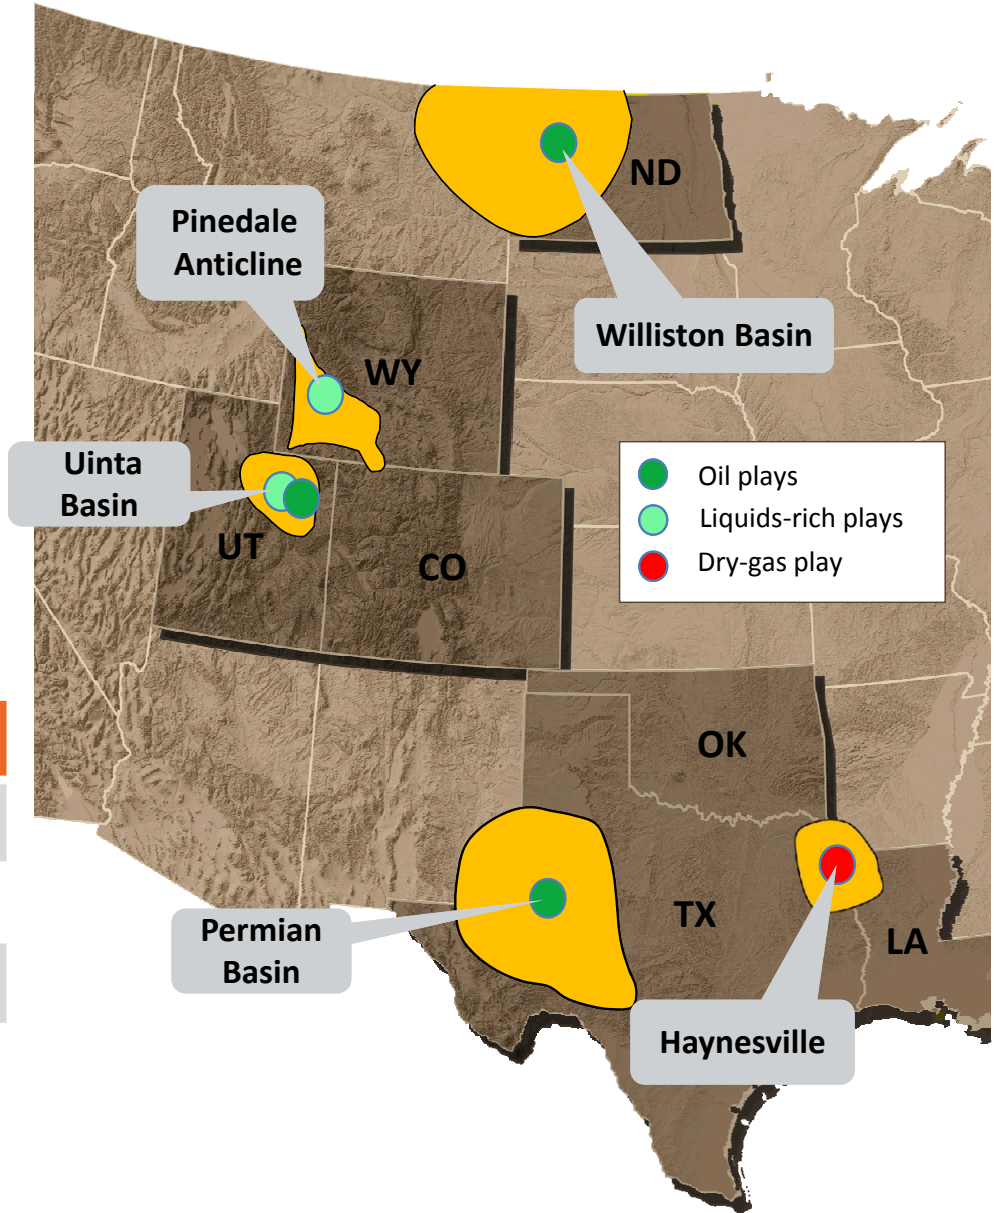 ND
Pinedale
Anticline
Williston Basin
WY
Uinta
Basin
Oil plays
Liquids-rich plays
Dry-gas play
UT
CO
OK
Permian
Basin
TX
LA
Haynesville